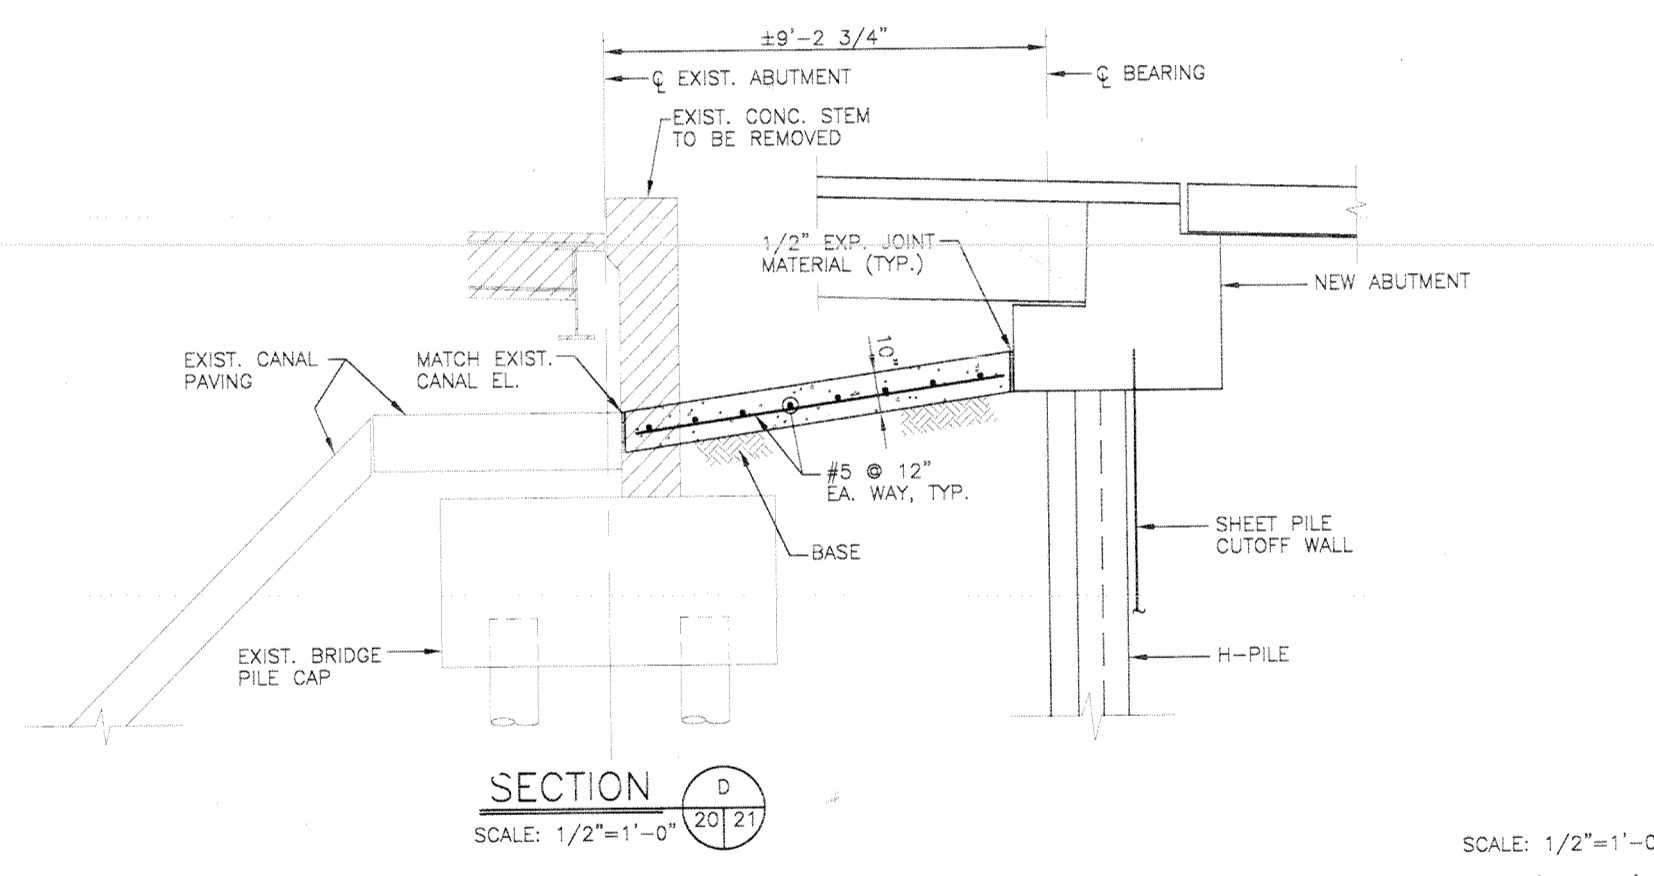 ±9'-2 3/4"
℄ EXIST. ABUTMENT
℄ BEARING
EXIST. CONC. STEM
TO BE REMOVED
1/2" EXP. JOINT
MATERIAL (TYP.)
NEW ABUTMENT
EXIST. CANAL
PAVING
MATCH EXIST.
CANAL EL.
10"
#5 @ 12"
EA. WAY, TYP.
BASE
SHEET PILE
CUTOFF WALL
EXIST. BRIDGE
PILE CAP
H-PILE
SECTION
D
20 21
SCALE: 1/2"=1'-0"
SCALE: 1/2"=1'-0